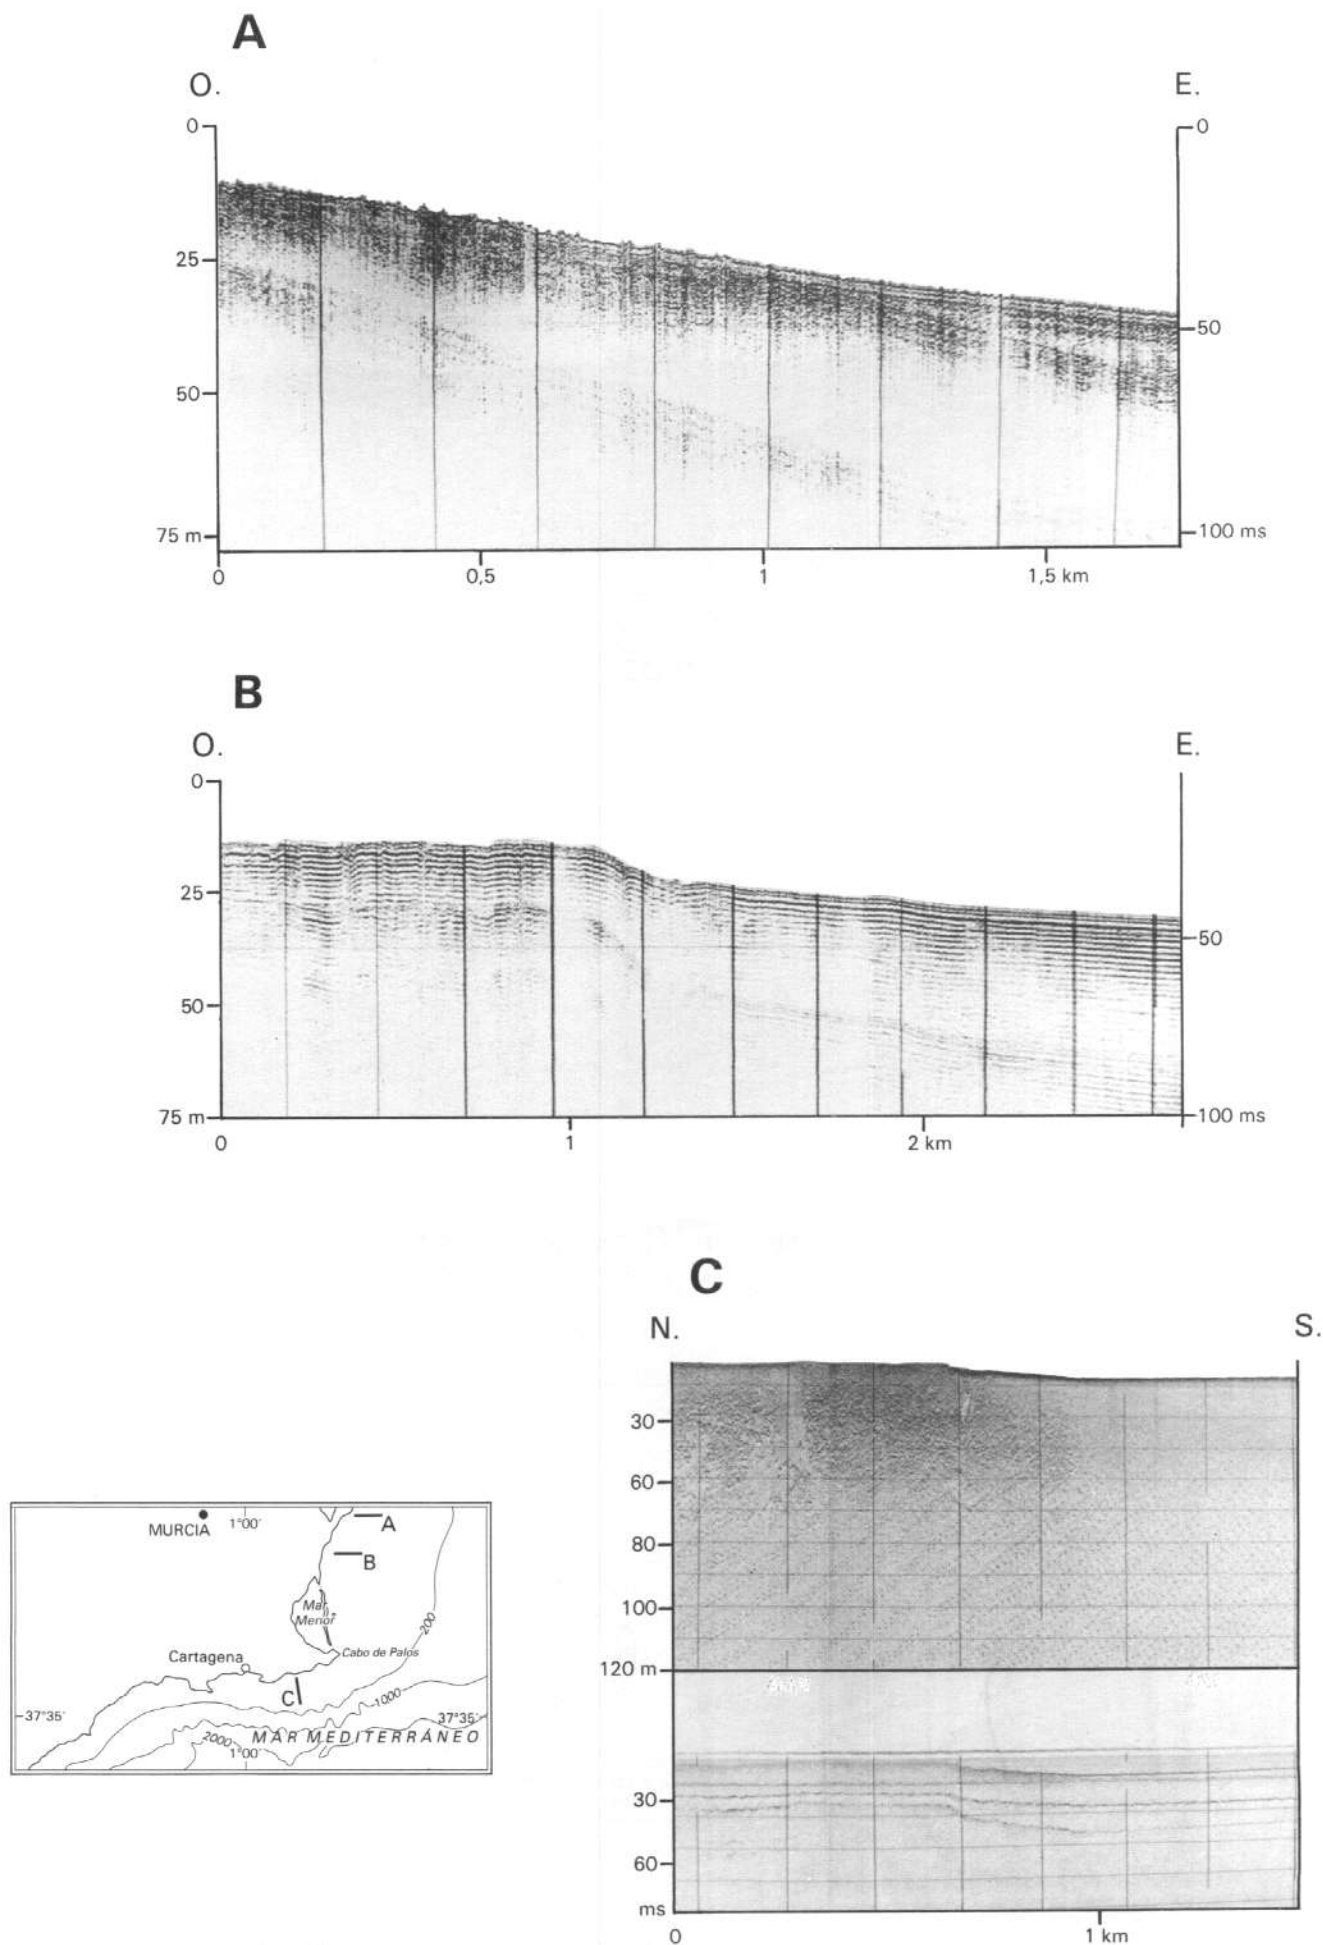 A
O. E.
0 0
25
50
50
75 m 100 ms
0 0,5 1 1,5 km
B
O. E.
0
25
50
50
75 m 100 ms
0 1 2 km
C
N. S.
30
60
80
100
120 m
30
60
ms
0 1 km
MURCIA 1°00′ A
B
Mar
Menor
200
Cartagena Cabo de Palos
C 1000
37°35′ 37°35′
2000 MAR MEDITERRÁNEO
1°00′